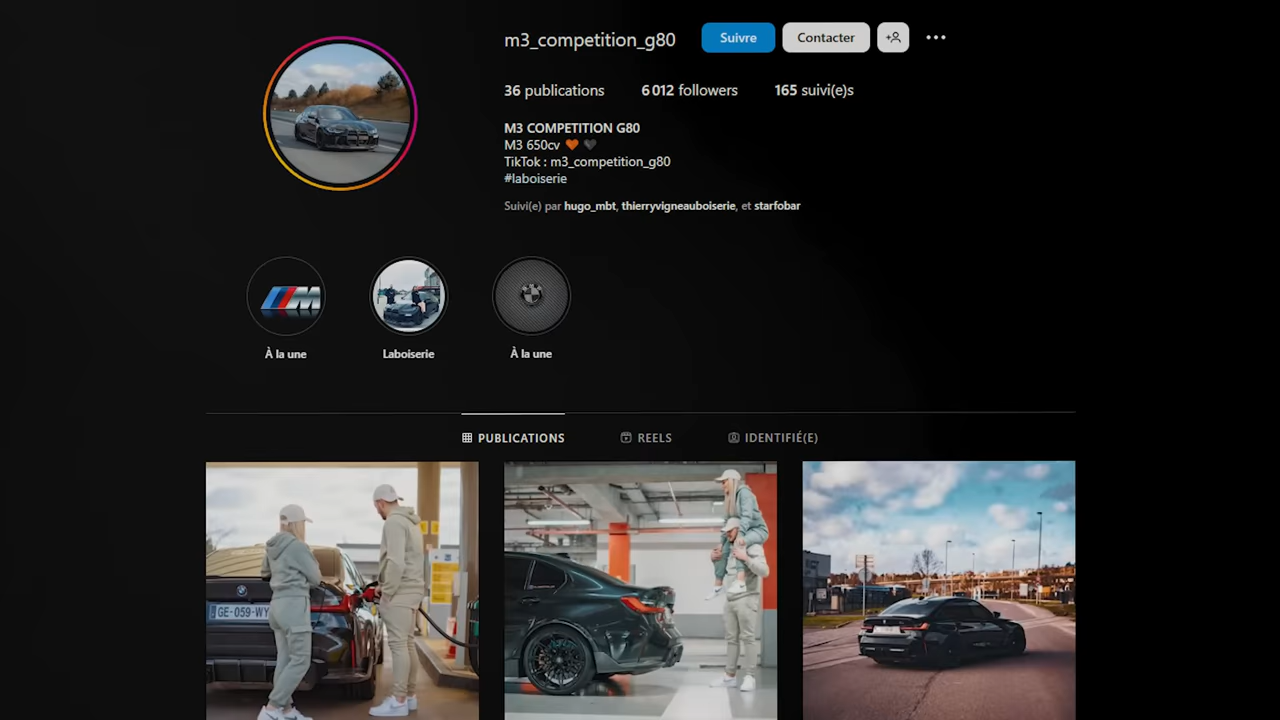 m3_competition_g80
Suivre
Contacter
36 publications
6 012 followers
165 suivi(e)s
M3 COMPETITION G80
M3 650cv 🧡 🖤
TikTok : m3_competition_g80
#laboiserie
Suivi(e) par hugo_mbt, thierryvigneauboiserie, et starfobar
M
À la une
Laboiserie
À la une
PUBLICATIONS
REELS
IDENTIFIÉ(E)
GE-059-WY